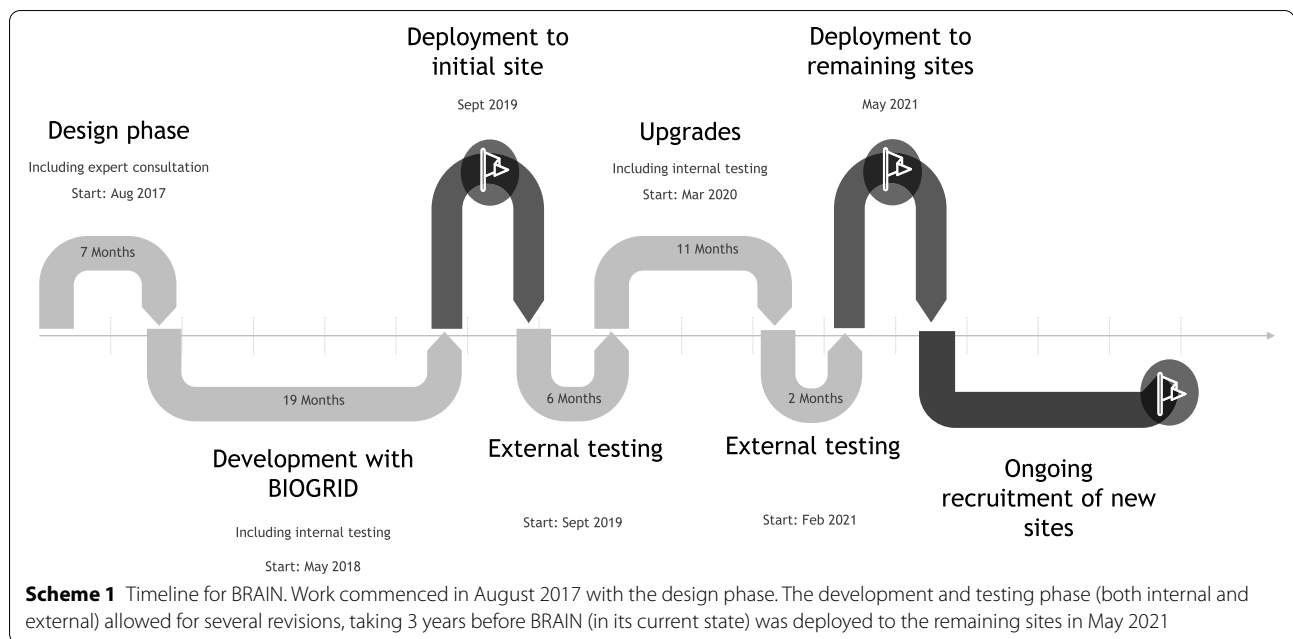 Design phase
Including expert consultation
Start: Aug 2017
7 Months
19 Months
Development with
BIOGRID
Including internal testing
Start: May 2018
Deployment to
initial site
Sept 2019
6 Months
External testing
Start: Sept 2019
Upgrades
Including internal testing
Start: Mar 2020
11 Months
2 Months
External testing
Start: Feb 2021
Deployment to
remaining sites
May 2021
Ongoing
recruitment of new
sites
Scheme 1 Timeline for BRAIN. Work commenced in August 2017 with the design phase. The development and testing phase (both internal and
external) allowed for several revisions, taking 3 years before BRAIN (in its current state) was deployed to the remaining sites in May 2021